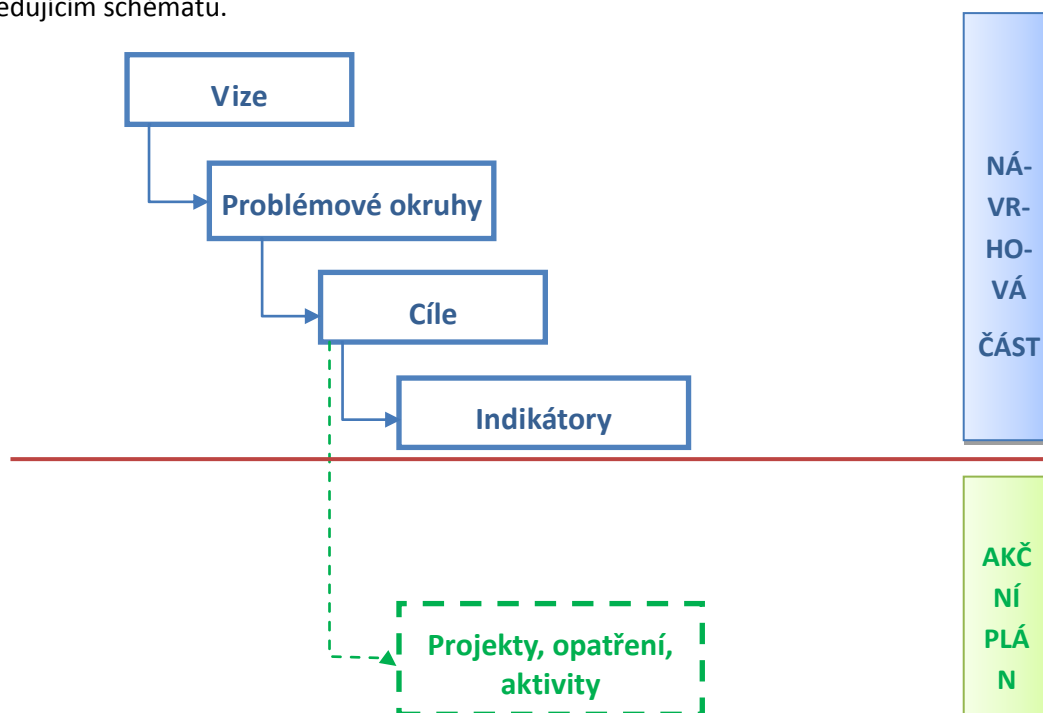 edujícím schématu.
Vize
Problémové okruhy
Cíle
Indikátory
NÁ-
VR-
HO-
VÁ
ČÁST
Projekty, opatření,
aktivity
AKČ
NÍ
PLÁ
N